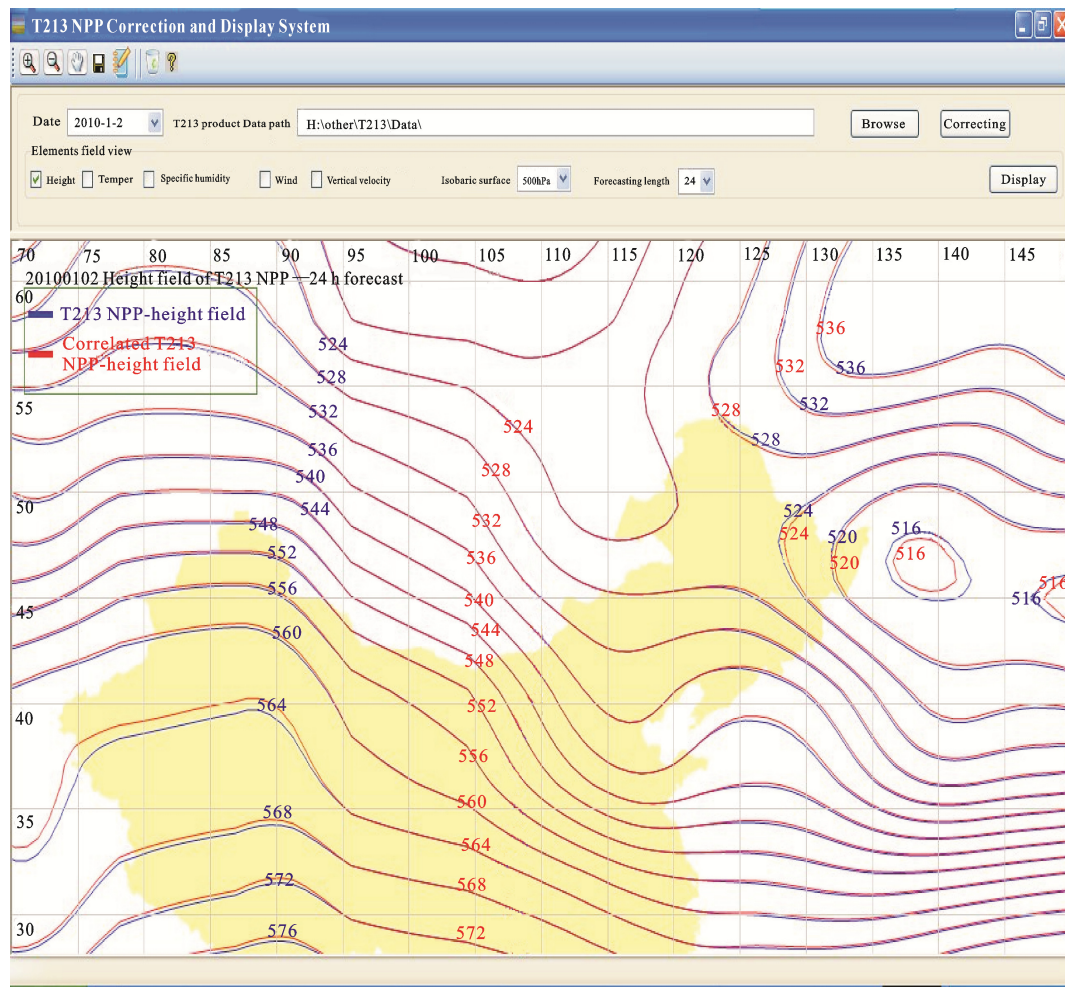 T213 NPP Correction and Display System
Date 2010-1-2 T213 product Data path H:\other\T213\Data\ Browse Correcting
Elements field view
Height Temper Specific humidity Wind Vertical velocity Isobaric surface 500hPa Forecasting length 24 Display
70 75 80 85 90 95 100 105 110 115 120 125 130 135 140 145
20100102 Height field of T213 NPP —24 h forecast
60
T213 NPP-height field
536
524 Correlated T213
532 536
NPP-height field
528
532 528 532
55
524 528
536
540 528
544 524
50
548 532 524 520 516
552 536 520 516
556 540 516 516
45
560 544
548
564 552
40
556
560
568
35
564
572 568
576 572
30